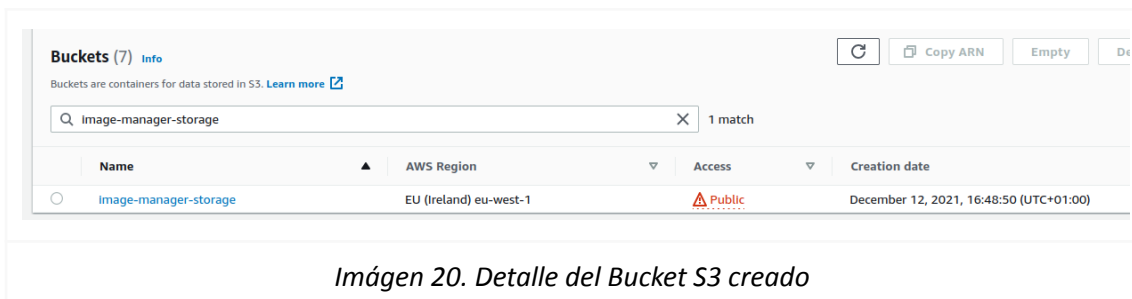 Buckets (7) Info
Copy ARN Empty De
Buckets are containers for data stored in S3. Learn more
image-manager-storage 1 match
Name AWS Region Access Creation date
image-manager-storage EU (Ireland) eu-west-1 Public December 12, 2021, 16:48:50 (UTC+01:00)
Imágen 20. Detalle del Bucket S3 creado